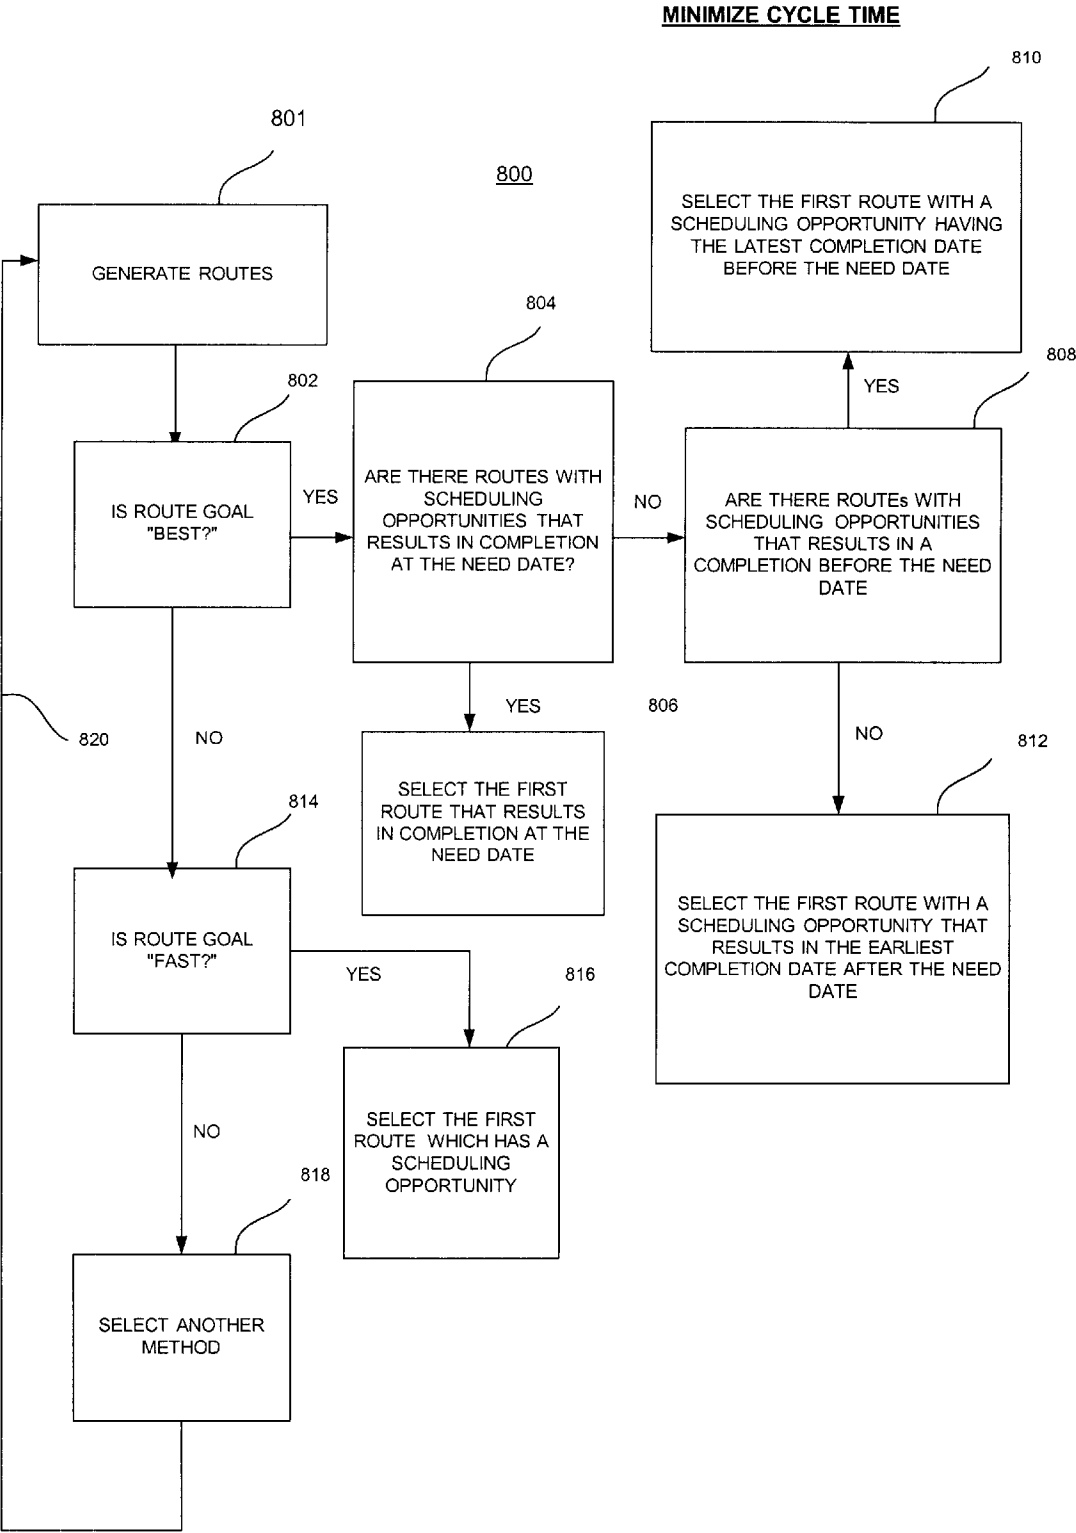 MINIMIZE CYCLE TIME
810
801
800
SELECT THE FIRST ROUTE WITH A
SCHEDULING OPPORTUNITY HAVING
THE LATEST COMPLETION DATE
BEFORE THE NEED DATE
GENERATE ROUTES
804
808
802
YES
ARE THERE ROUTES WITH
SCHEDULING
OPPORTUNITIES THAT
RESULTS IN COMPLETION
AT THE NEED DATE?
YES
NO
IS ROUTE GOAL
"BEST?"
ARE THERE ROUTEs WITH
SCHEDULING OPPORTUNITIES
THAT RESULTS IN A
COMPLETION BEFORE THE NEED
DATE
YES
806
NO
820
NO
812
SELECT THE FIRST
ROUTE THAT RESULTS
IN COMPLETION AT THE
NEED DATE
814
SELECT THE FIRST ROUTE WITH A
SCHEDULING OPPORTUNITY THAT
RESULTS IN THE EARLIEST
COMPLETION DATE AFTER THE NEED
DATE
IS ROUTE GOAL
"FAST?"
YES
816
SELECT THE FIRST
ROUTE WHICH HAS A
SCHEDULING
OPPORTUNITY
NO
818
SELECT ANOTHER
METHOD